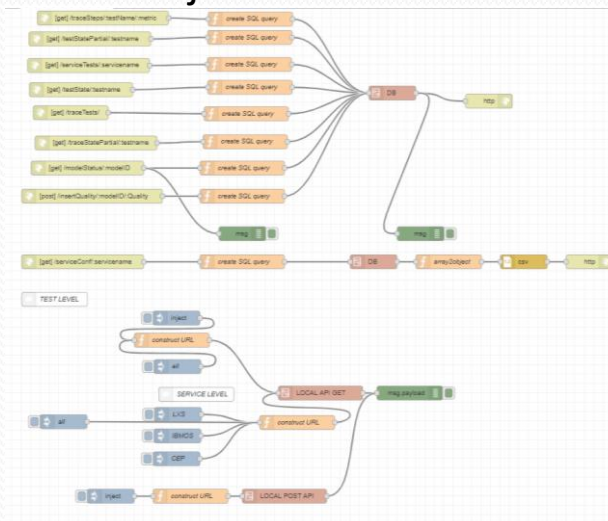 [get] /traceSteps/:testName/:metric
create SQL query
[get] /testStatePartial/:testname
create SQL query
[get] /serviceTests/:servicename
create SQL query
[get] /testState/:testname
create SQL query
DB
http
[get] /traceTests/
create SQL query
[get] /traceStatePartial/:testname
create SQL query
[get] /modelStatus/:modelID
create SQL query
[post] /insertQuality/:modelID/:Quality
create SQL query
msg
msg
[get] /serviceConf/:servicename
create SQL query
DB
array2object
csv
http
TEST LEVEL
inject
construct URL
all
SERVICE LEVEL
LOCAL API GET
msg.payload
LXS
all
construct URL
IBMOS
CEP
inject
construct URL
LOCAL POST API